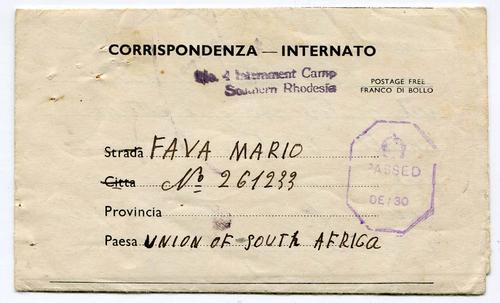 CORRISPONDENZA — INTERNATO
No. 4 Internment Camp
Southern Rhodesia
POSTAGE FREE
FRANCO DI BOLLO
Strada FAVA MARIO
Citta Nº 261233
PASSED
DE/30
Provincia
Paesa UNION OF SOUTH AFRICA